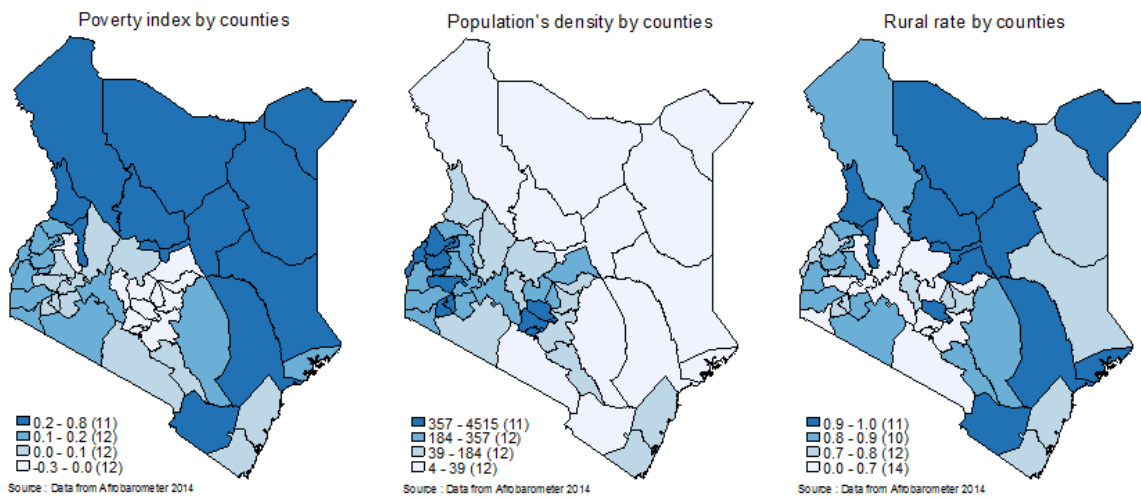 Poverty index by counties
0.2 - 0.8 (11)
0.1 - 0.2 (12)
0.0 - 0.1 (12)
-0.3 - 0.0 (12)
Source : Data from Afrobarometer 2014
Population's density by counties
357 - 4515 (11)
184 - 357 (12)
39 - 184 (12)
4 - 39 (12)
Source : Data from Afrobarometer 2014
Rural rate by counties
0.9 - 1.0 (11)
0.8 - 0.9 (10)
0.7 - 0.8 (12)
0.0 - 0.7 (14)
Source : Data from Afrobarometer 2014